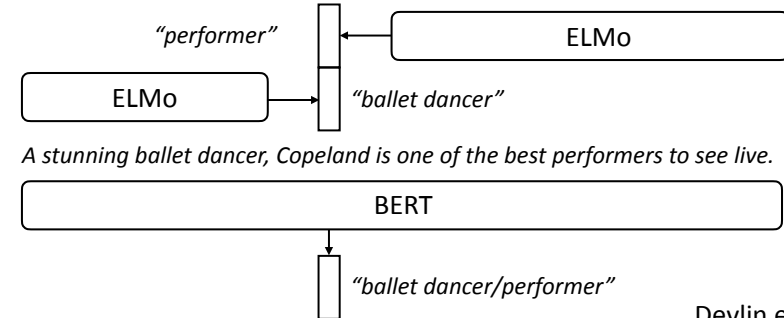 “performer”
ELMo
ELMo
“ballet dancer”
A stunning ballet dancer, Copeland is one of the best performers to see live.
BERT
“ballet dancer/performer”
Devlin e